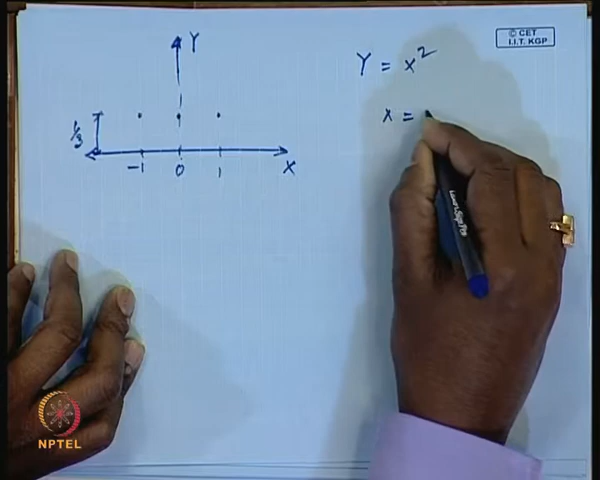 © CET
I.I.T. KGP
Y
Y = x²
x =
1/3
-1 0 1 X
NPTEL